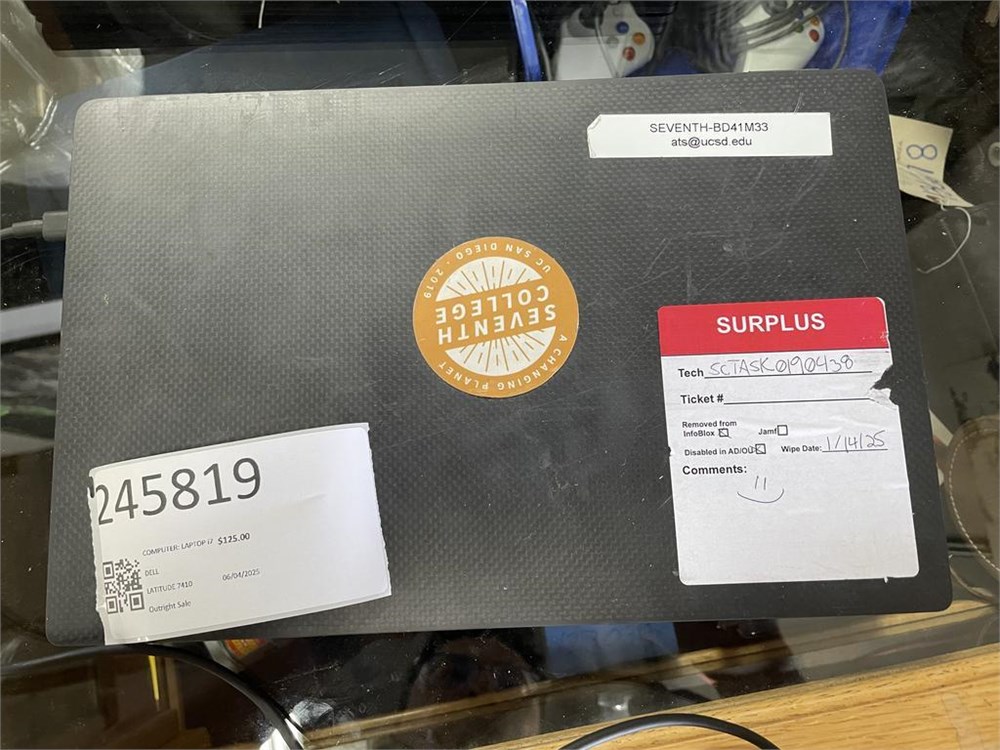 SEVENTH-BD41M33
ats@ucsd.edu
UC SAN DIEGO · 2019
SEVENTH
COLLEGE
A CHANGING PLANET
SURPLUS
Tech SCTASK0190438
Ticket #
Removed from
InfoBlox
Jamf
Disabled in AD/OU
Wipe Date: 1/14/25
Comments:
245819
COMPUTER: LAPTOP i7 $125.00
DELL
LATITUDE 7410 06/04/2025
Outright Sale
18